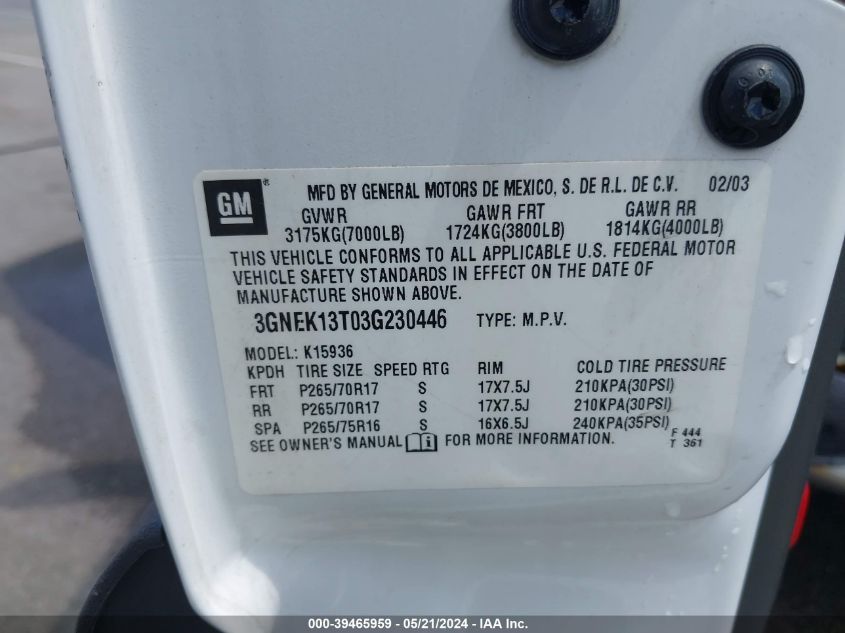 GM® MFD BY GENERAL MOTORS DE MEXICO, S. DE R.L. DE C.V. 02/03
GVWR GAWR FRT GAWR RR
3175KG(7000LB) 1724KG(3800LB) 1814KG(4000LB)
THIS VEHICLE CONFORMS TO ALL APPLICABLE U.S. FEDERAL MOTOR
VEHICLE SAFETY STANDARDS IN EFFECT ON THE DATE OF
MANUFACTURE SHOWN ABOVE.
3GNEK13T03G230446 TYPE: M.P.V.
MODEL: K15936
KPDH TIRE SIZE SPEED RTG RIM COLD TIRE PRESSURE
FRT P265/70R17 S 17X7.5J 210KPA(30PSI)
RR P265/70R17 S 17X7.5J 210KPA(30PSI)
SPA P265/75R16 S 16X6.5J 240KPA(35PSI)
SEE OWNER'S MANUAL FOR MORE INFORMATION.
F 444
T 361
000-39465959 - 05/21/2024 - IAA Inc.